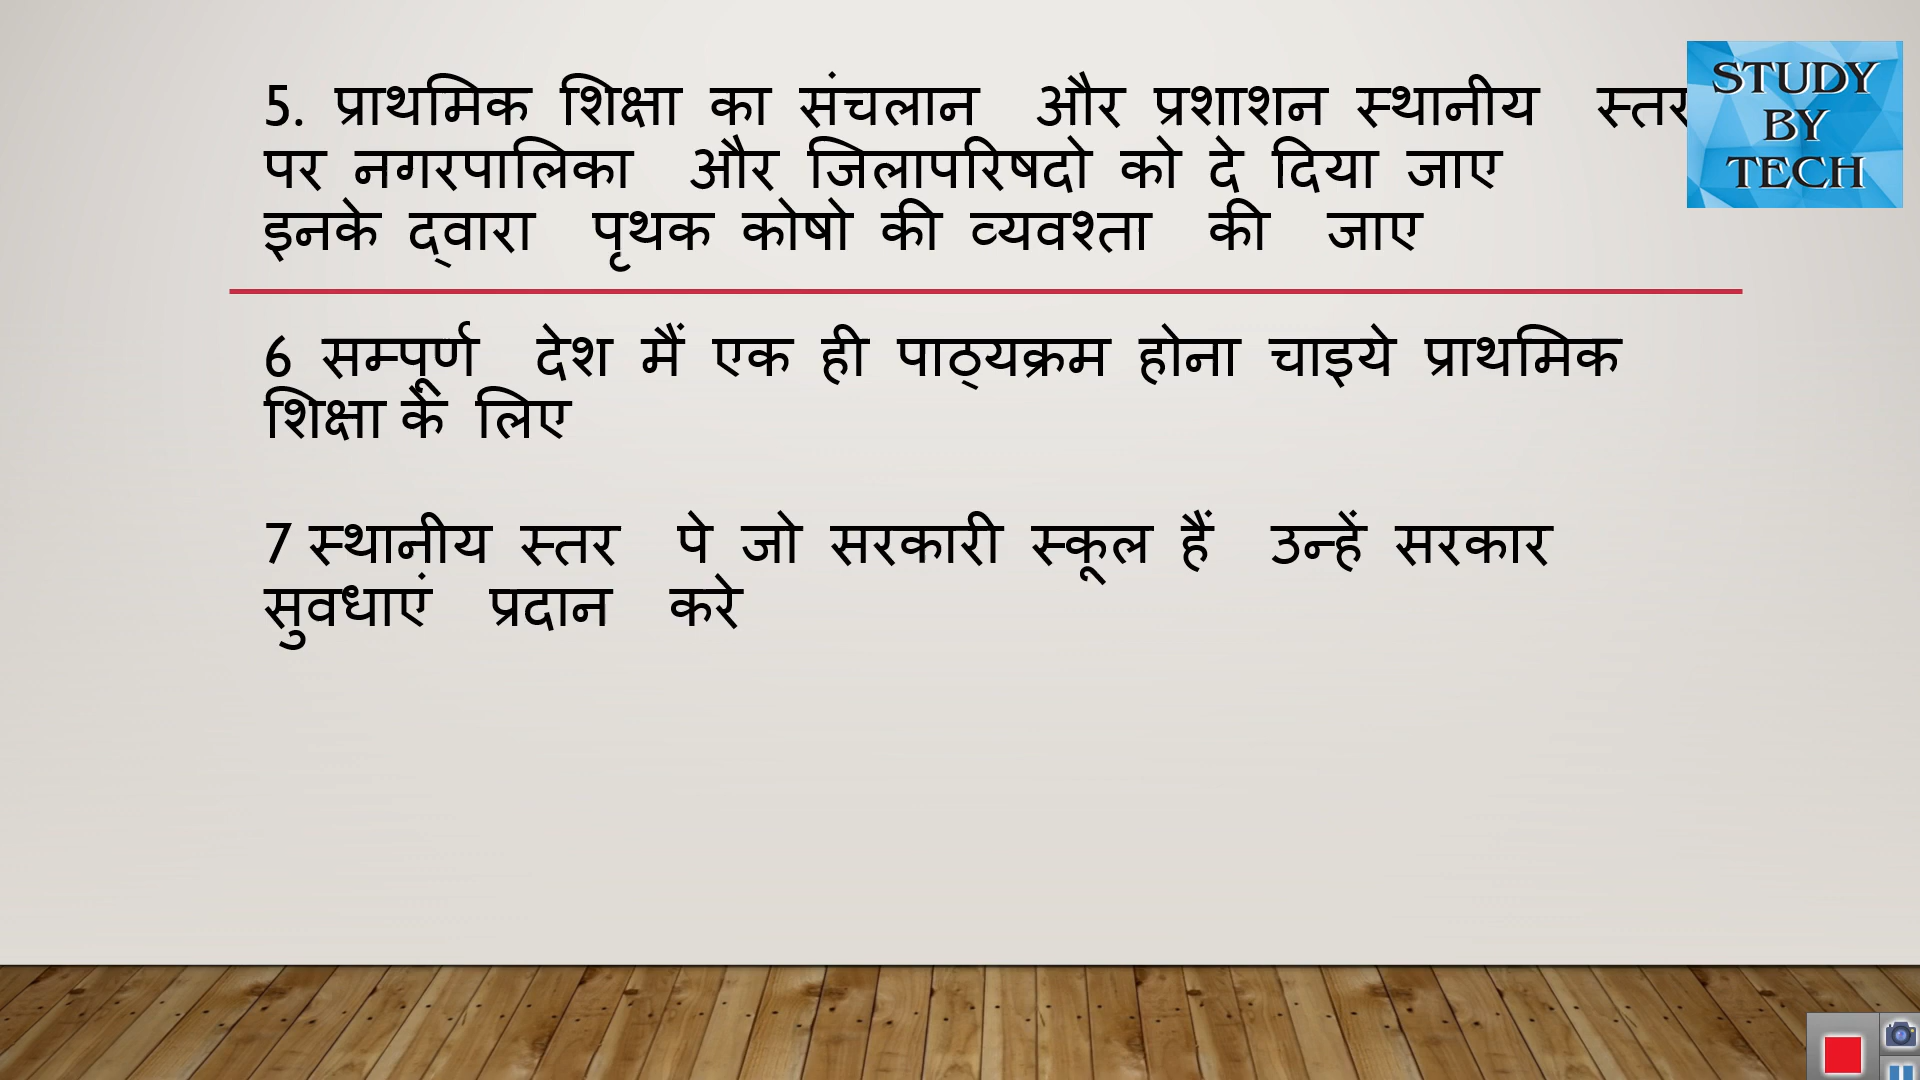 5. प्राथमिक शिक्षा का संचलान और प्रशाशन स्थानीय स्तर
पर नगरपालिका और जिलापरिषदो को दे दिया जाए
इनके द्वारा पृथक कोषो की व्यवश्ता की जाए
6 सम्पूर्ण देश मैं एक ही पाठ्यक्रम होना चाइये प्राथमिक
शिक्षा के लिए
7 स्थानीय स्तर पे जो सरकारी स्कूल हैं उन्हें सरकार
सुवधाएं प्रदान करे
STUDY
BY
TECH